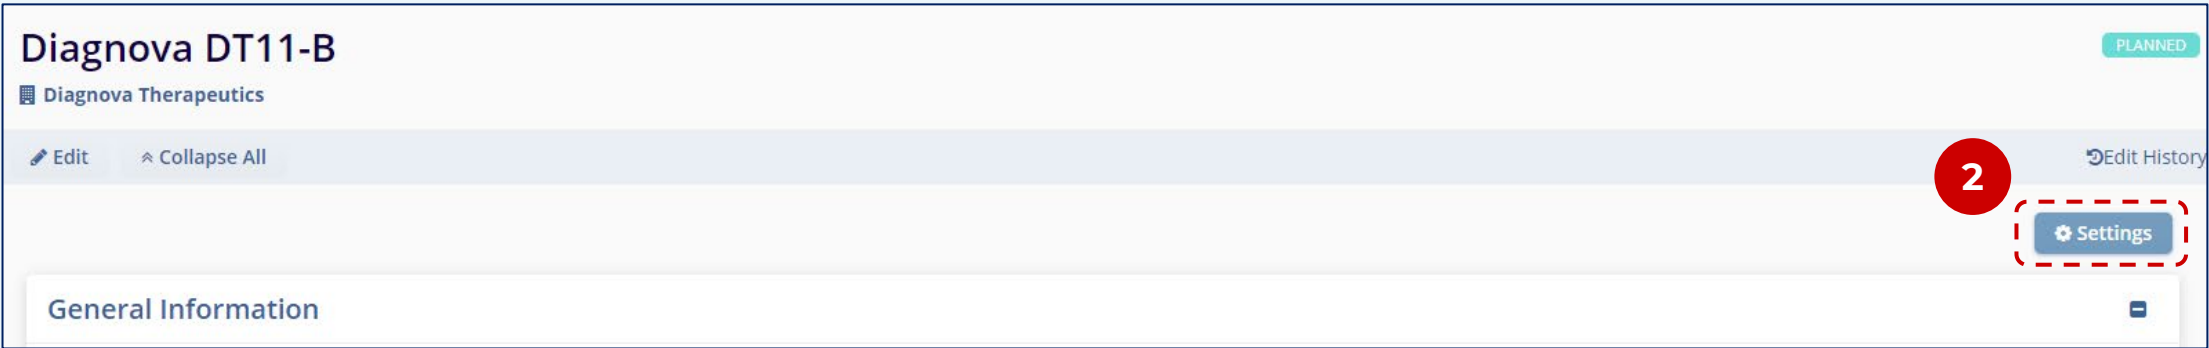 Diagnova DT11-B
PLANNED
Diagnova Therapeutics
Edit
Collapse All
Edit History
2
Settings
General Information